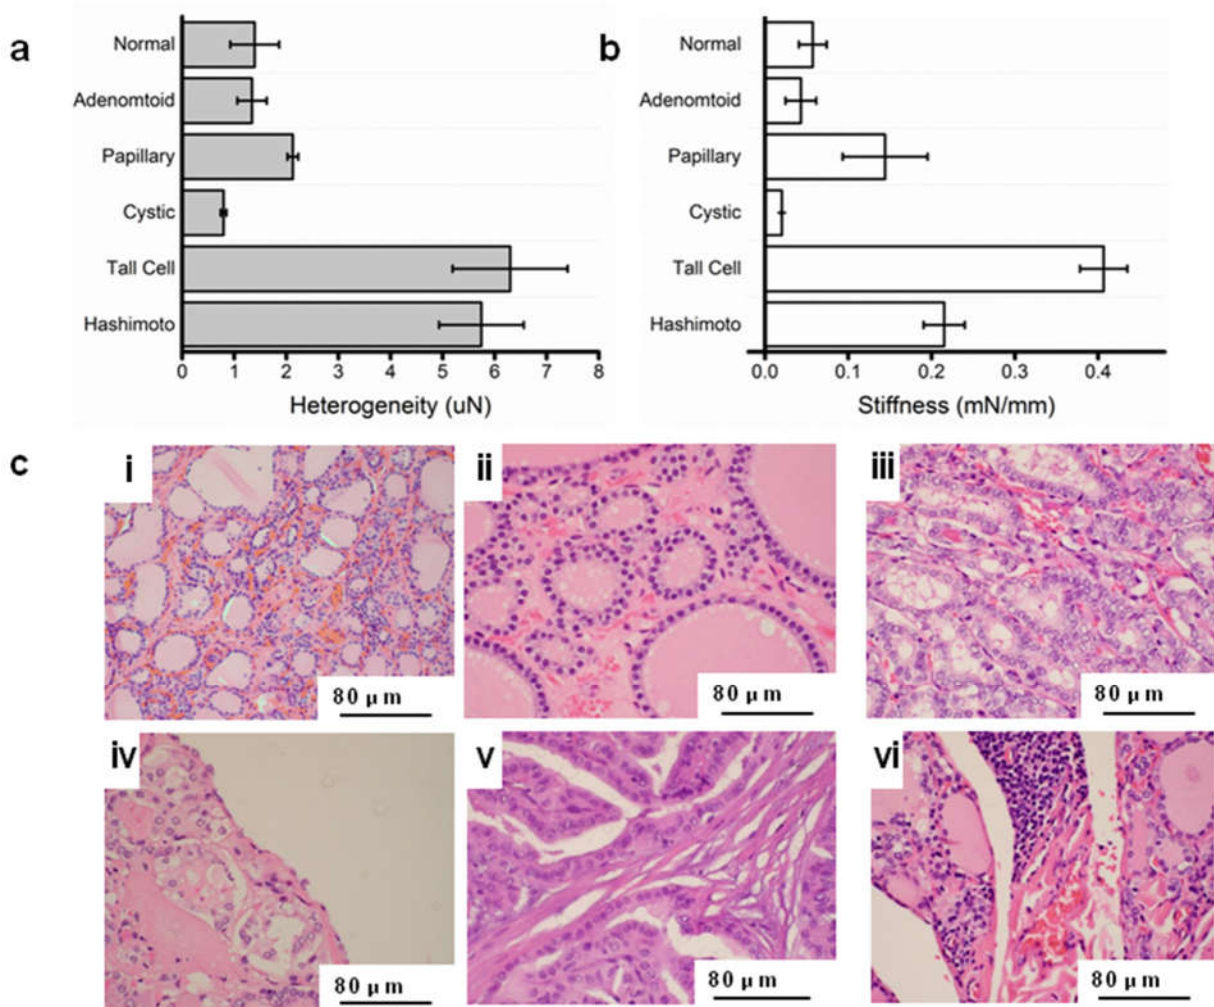 a
Normal
Adenomtoid
Papillary
Cystic
Tall Cell
Hashimoto
0 1 2 3 4 5 6 7 8
Heterogeneity (uN)
b
Normal
Adenomtoid
Papillary
Cystic
Tall Cell
Hashimoto
0.0 0.1 0.2 0.3 0.4
Stiffness (mN/mm)
c
i
80 µm
ii
80 µm
iii
80 µm
iv
80 µm
v
80 µm
vi
80 µm